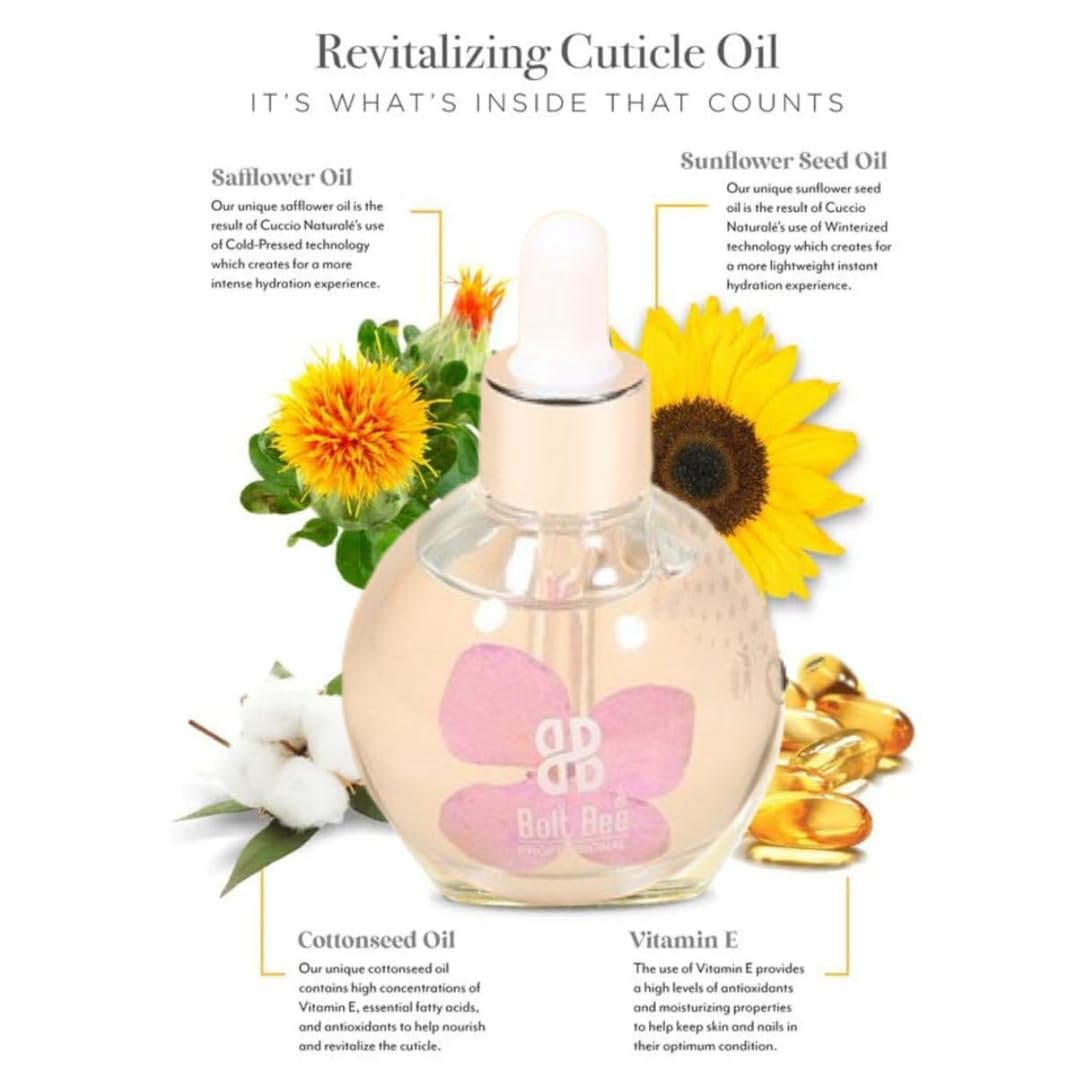 Revitalizing Cuticle Oil
IT'S WHAT'S INSIDE THAT COUNTS
Safflower Oil
Our unique safflower oil is the
result of Cuccio Naturalé's use
of Cold-Pressed technology
which creates for a more
intense hydration experience.
Sunflower Seed Oil
Our unique sunflower seed
oil is the result of Cuccio
Naturalé's use of Winterized
technology which creates for
a more lightweight instant
hydration experience.
Bolt Bee
PROFESSIONAL
Cottonseed Oil
Our unique cottonseed oil
contains high concentrations of
Vitamin E, essential fatty acids,
and antioxidants to help nourish
and revitalize the cuticle.
Vitamin E
The use of Vitamin E provides
a high levels of antioxidants
and moisturizing properties
to help keep skin and nails in
their optimum condition.